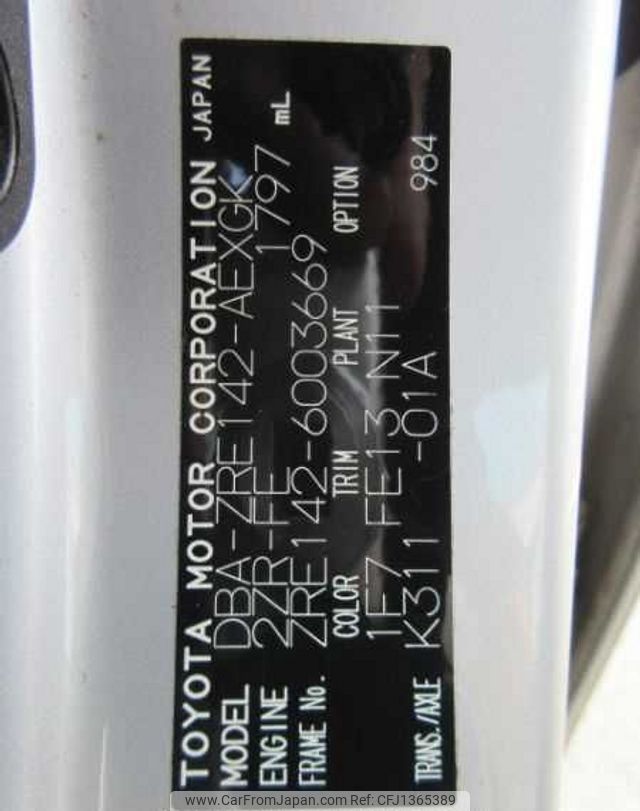 TOYOTA MOTOR CORPORATION JAPAN
MODEL DBA-ZRE142-AEXGK
ENGINE 2ZR-FE 1797 mL
FRAME No. ZRE142-6003669
COLOR TRIM PLANT OPTION
1F7 FE13 N11 984
TRANS./AXLE K311 -01A
www.CarFromJapan.com Ref: CFJ1365389